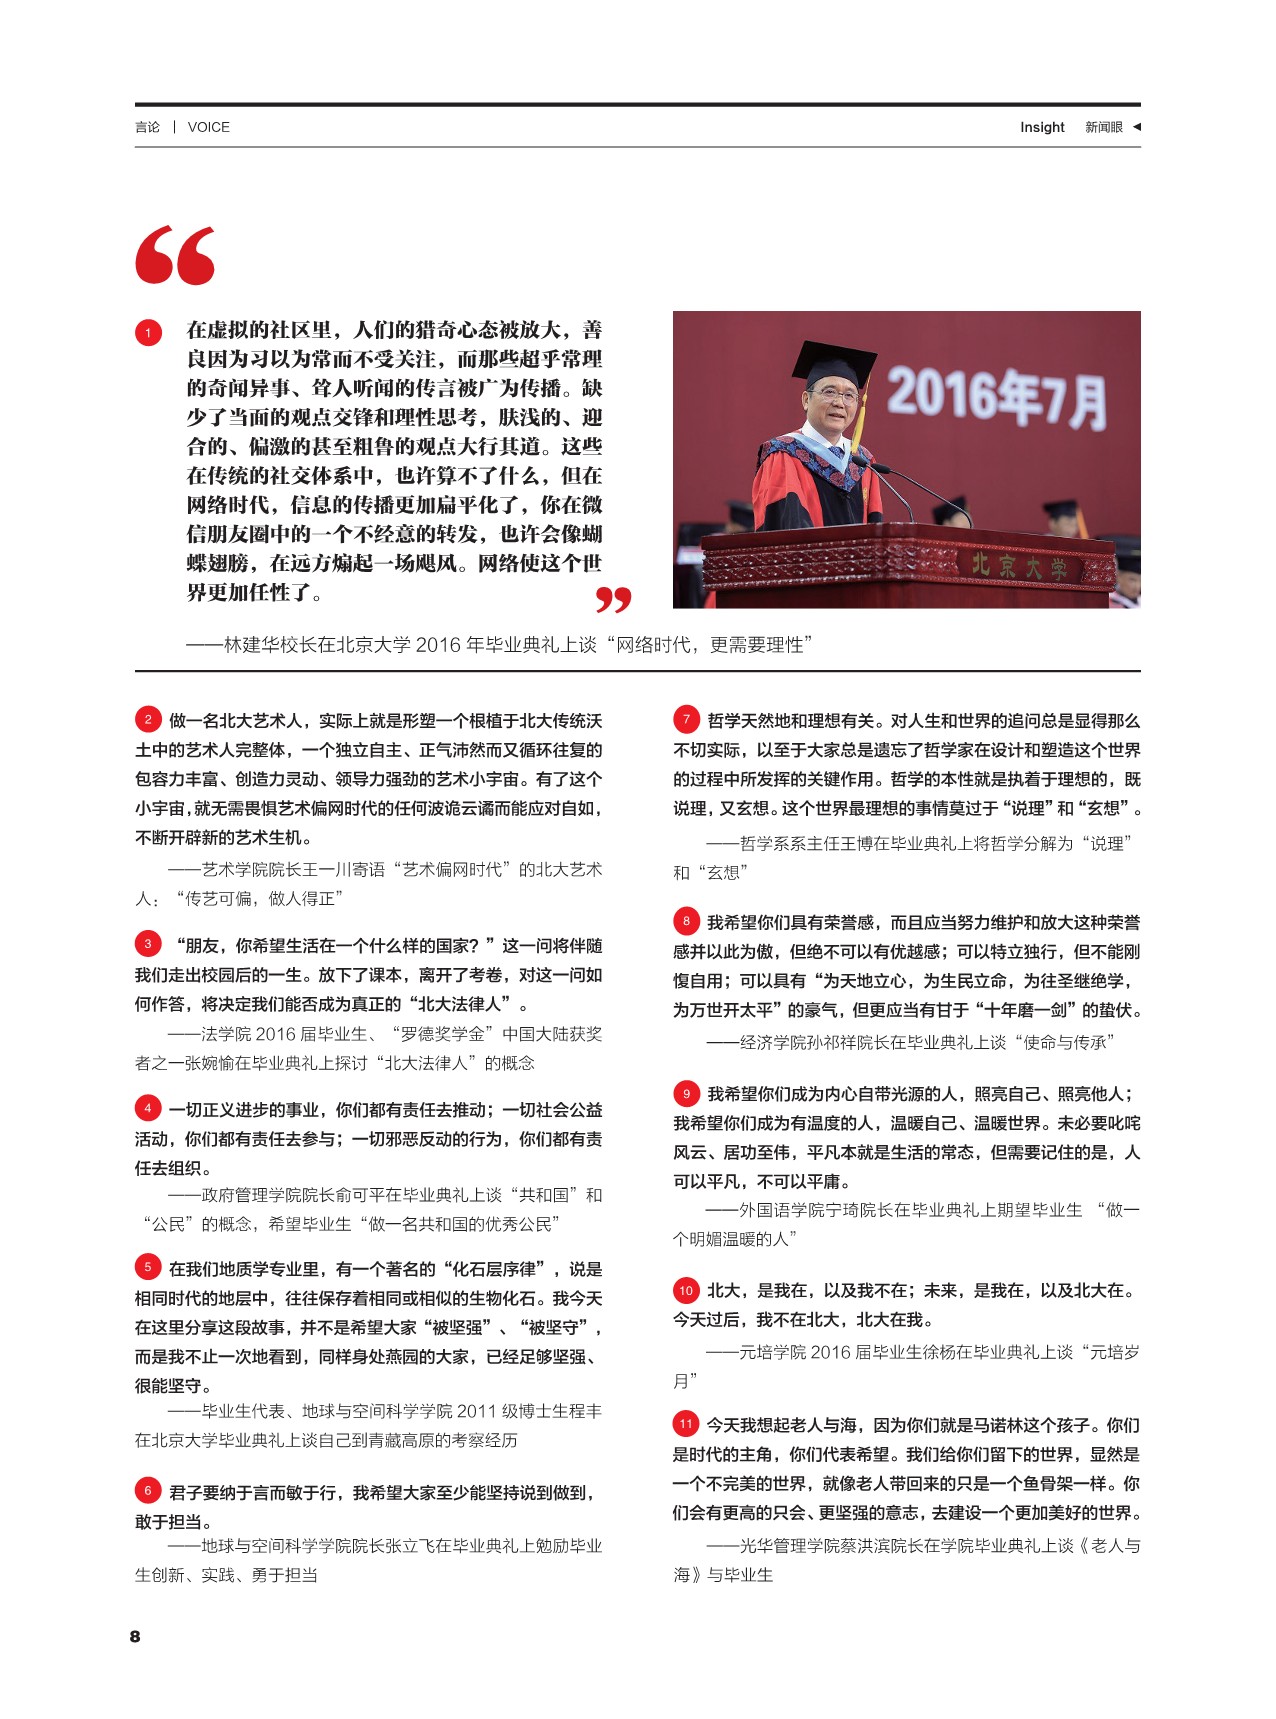 言论 | VOICE
Insight 新闻眼
“
1 在虚拟的社区里，人们的猎奇心态被放大，善
良因为习以为常而不受关注，而那些超乎常理
的奇闻异事、耸人听闻的传言被广为传播。缺
少了当面的观点交锋和理性思考，肤浅的、迎
合的、偏激的甚至粗鲁的观点大行其道。这些
在传统的社交体系中，也许算不了什么，但在
网络时代，信息的传播更加扁平化了，你在微
信朋友圈中的一个不经意的转发，也许会像蝴
蝶翅膀，在远方煽起一场飓风。网络使这个世
界更加任性了。
”
2016年7月
北京大学
——林建华校长在北京大学 2016 年毕业典礼上谈“网络时代，更需要理性”
2 做一名北大艺术人，实际上就是形塑一个根植于北大传统沃
土中的艺术人完整体，一个独立自主、正气沛然而又循环往复的
包容力丰富、创造力灵动、领导力强劲的艺术小宇宙。有了这个
小宇宙，就无需畏惧艺术偏网时代的任何波诡云谲而能应对自如，
不断开辟新的艺术生机。
——艺术学院院长王一川寄语“艺术偏网时代”的北大艺术
人：“传艺可偏，做人得正”
3 “朋友，你希望生活在一个什么样的国家？”这一问将伴随
我们走出校园后的一生。放下了课本，离开了考卷，对这一问如
何作答，将决定我们能否成为真正的“北大法律人”。
——法学院 2016 届毕业生、“罗德奖学金”中国大陆获奖
者之一张婉愉在毕业典礼上探讨“北大法律人”的概念
4 一切正义进步的事业，你们都有责任去推动；一切社会公益
活动，你们都有责任去参与；一切邪恶反动的行为，你们都有责
任去组织。
——政府管理学院院长俞可平在毕业典礼上谈“共和国”和
“公民”的概念，希望毕业生“做一名共和国的优秀公民”
5 在我们地质学专业里，有一个著名的“化石层序律”，说是
相同时代的地层中，往往保存着相同或相似的生物化石。我今天
在这里分享这段故事，并不是希望大家“被坚强”、“被坚守”，
而是我不止一次地看到，同样身处燕园的大家，已经足够坚强、
很能坚守。
——毕业生代表、地球与空间科学学院 2011 级博士生程丰
在北京大学毕业典礼上谈自己到青藏高原的考察经历
6 君子要纳于言而敏于行，我希望大家至少能坚持说到做到，
敢于担当。
——地球与空间科学学院院长张立飞在毕业典礼上勉励毕业
生创新、实践、勇于担当
7 哲学天然地和理想有关。对人生和世界的追问总是显得那么
不切实际，以至于大家总是遗忘了哲学家在设计和塑造这个世界
的过程中所发挥的关键作用。哲学的本性就是执着于理想的，既
说理，又玄想。这个世界最理想的事情莫过于“说理”和“玄想”。
——哲学系系主任王博在毕业典礼上将哲学分解为“说理”
和“玄想”
8 我希望你们具有荣誉感，而且应当努力维护和放大这种荣誉
感并以此为傲，但绝不可以有优越感；可以特立独行，但不能刚
愎自用；可以具有“为天地立心，为生民立命，为往圣继绝学，
为万世开太平”的豪气，但更应当有甘于“十年磨一剑”的蛰伏。
——经济学院孙祁祥院长在毕业典礼上谈“使命与传承”
9 我希望你们成为内心自带光源的人，照亮自己、照亮他人；
我希望你们成为有温度的人，温暖自己、温暖世界。未必要叱咤
风云、居功至伟，平凡本就是生活的常态，但需要记住的是，人
可以平凡，不可以平庸。
——外国语学院宁琦院长在毕业典礼上期望毕业生 “做一
个明媚温暖的人”
10 北大，是我在，以及我不在；未来，是我在，以及北大在。
今天过后，我不在北大，北大在我。
——元培学院 2016 届毕业生徐杨在毕业典礼上谈“元培岁
月”
11 今天我想起老人与海，因为你们就是马诺林这个孩子。你们
是时代的主角，你们代表希望。我们给你们留下的世界，显然是
一个不完美的世界，就像老人带回来的只是一个鱼骨架一样。你
们会有更高的只会、更坚强的意志，去建设一个更加美好的世界。
——光华管理学院蔡洪滨院长在学院毕业典礼上谈《老人与
海》与毕业生
8